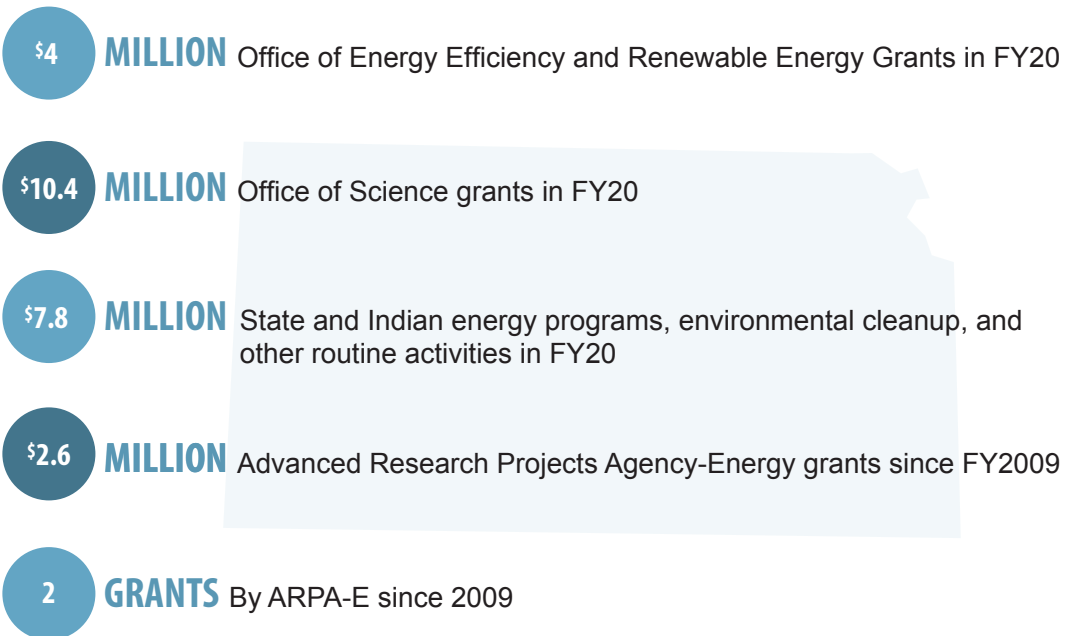 $4 MILLION Office of Energy Efficiency and Renewable Energy Grants in FY20
$10.4 MILLION Office of Science grants in FY20
$7.8 MILLION State and Indian energy programs, environmental cleanup, and
other routine activities in FY20
$2.6 MILLION Advanced Research Projects Agency-Energy grants since FY2009
2 GRANTS By ARPA-E since 2009